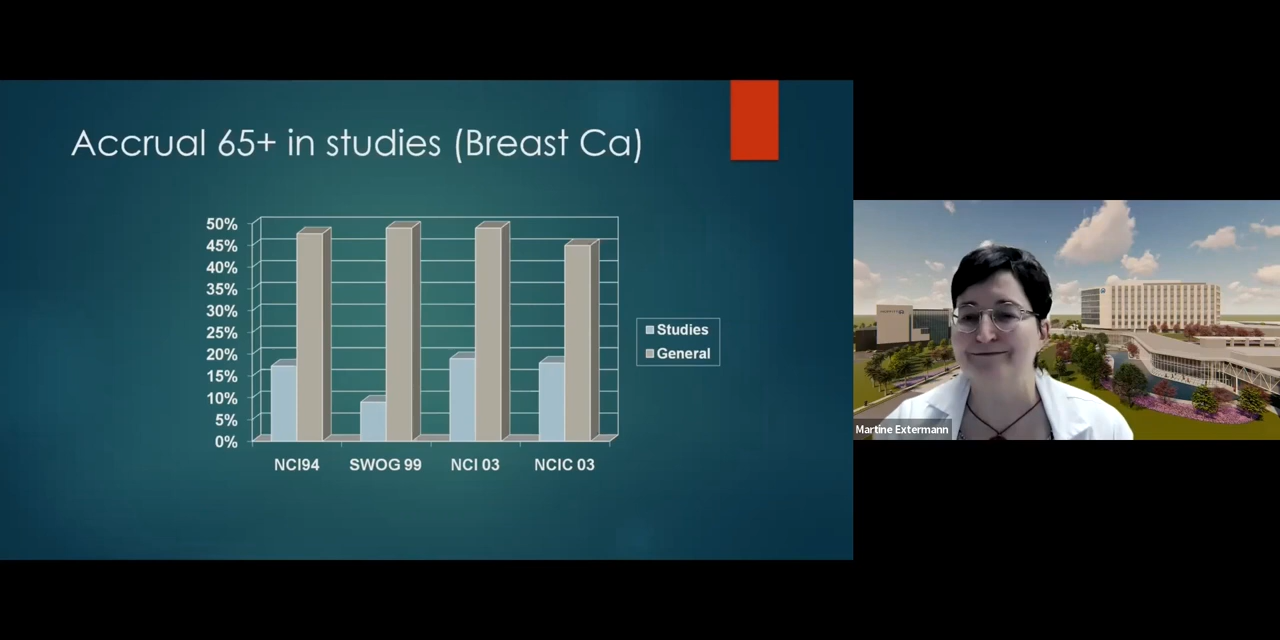 Accrual 65+ in studies (Breast Ca)
50%
45%
40%
35%
30%
25%
20%
15%
10%
5%
0%
NCI94
SWOG 99
NCI 03
NCIC 03
Studies
General
Martine Extermann